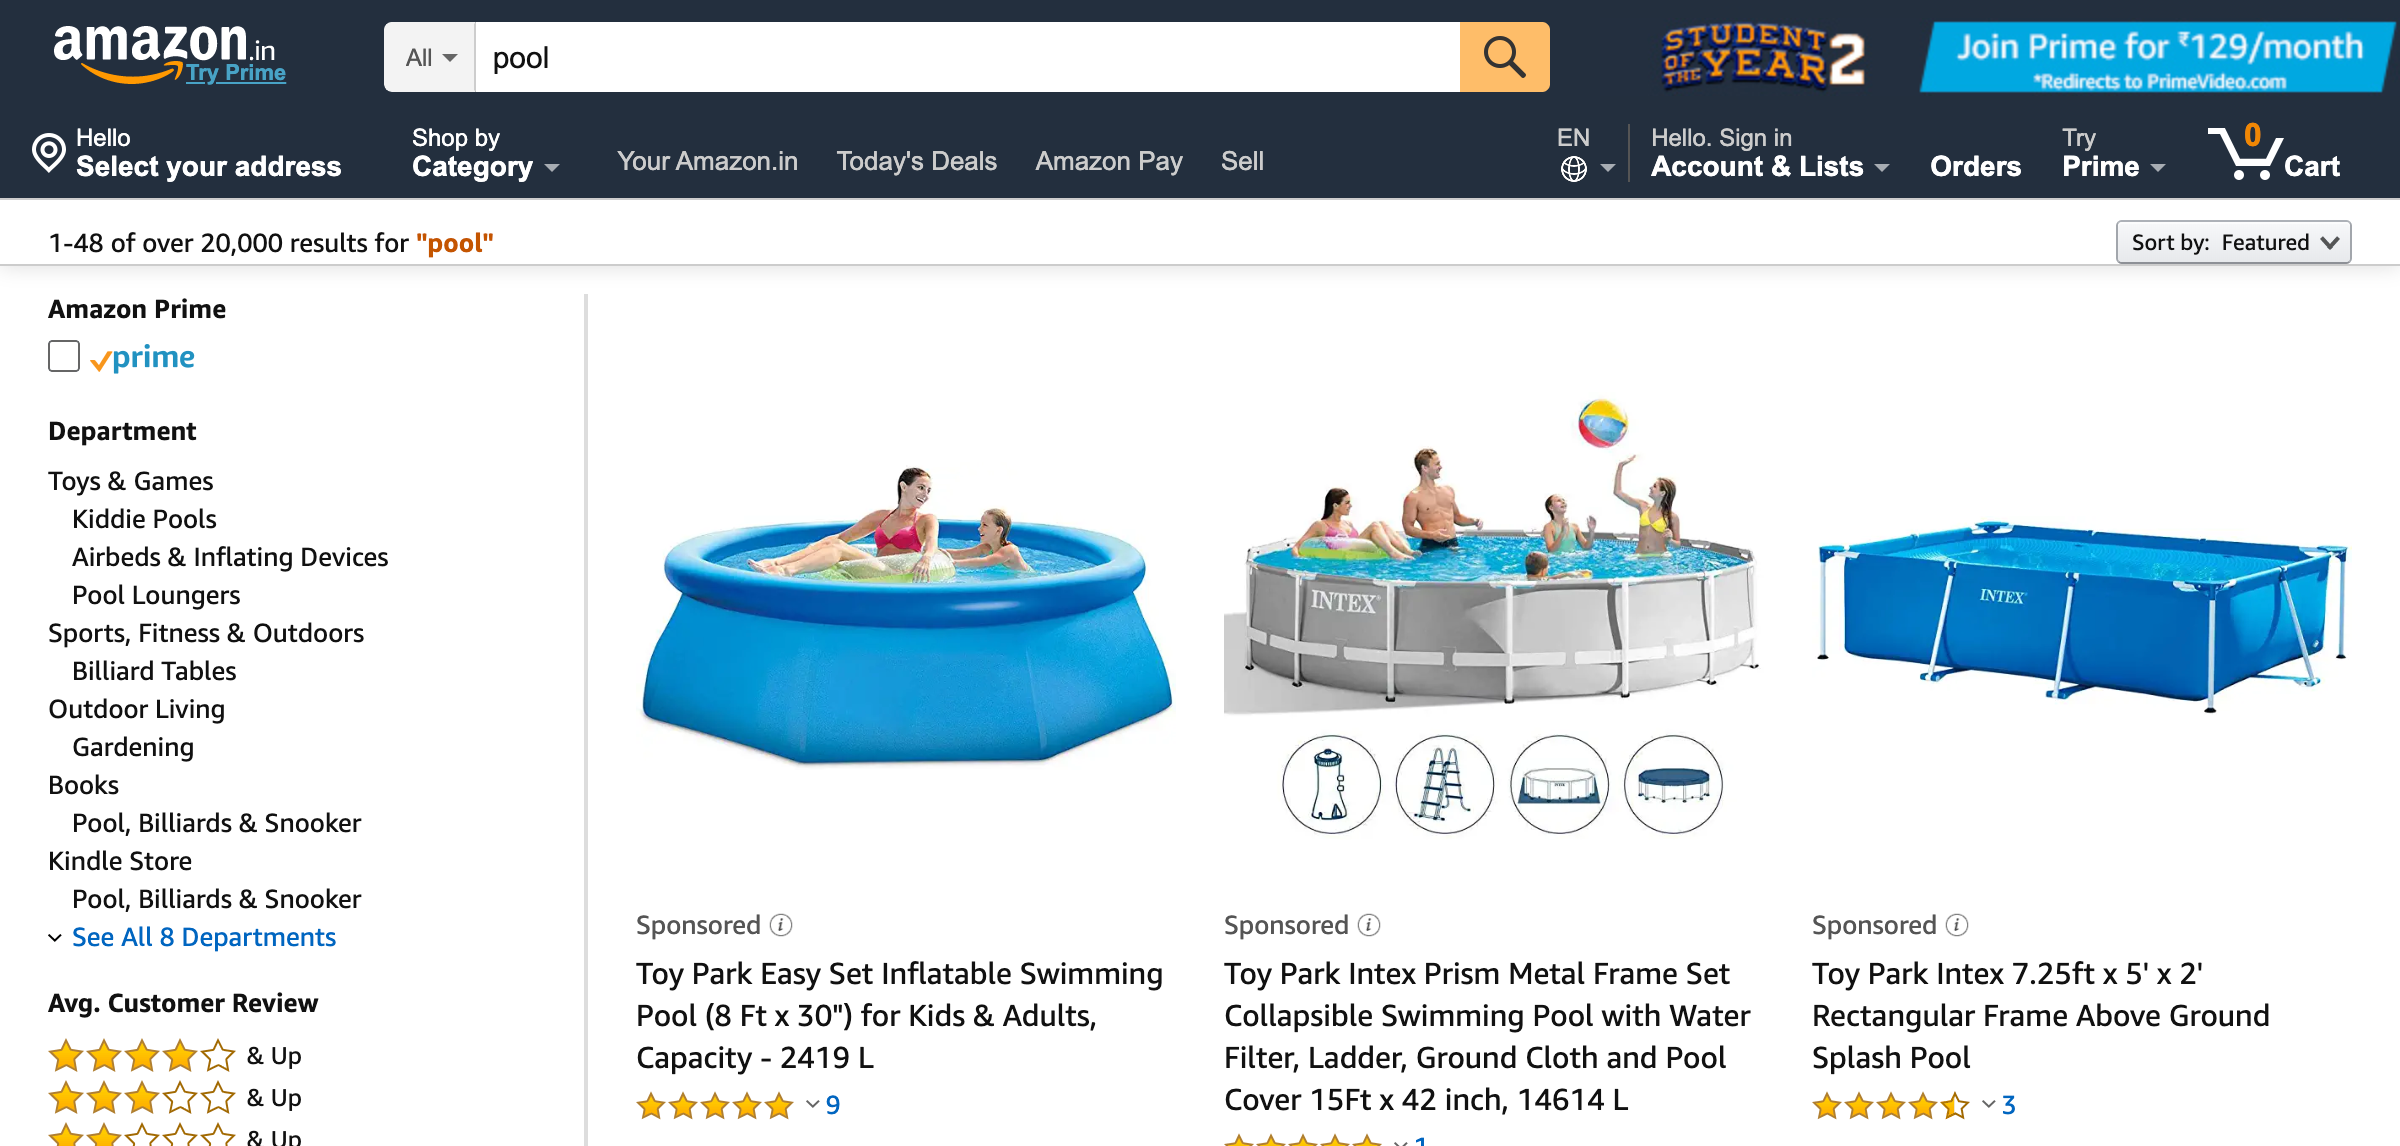 amazon.in
Try Prime
All
pool
STUDENT OF THE YEAR 2
Join Prime for ₹129/month
*Redirects to PrimeVideo.com
Hello
Select your address
Shop by
Category
Your Amazon.in
Today's Deals
Amazon Pay
Sell
EN
Hello. Sign in
Account & Lists
Orders
Try
Prime
0
Cart
1-48 of over 20,000 results for "pool"
Sort by: Featured
Amazon Prime
prime
Department
Toys & Games
Kiddie Pools
Airbeds & Inflating Devices
Pool Loungers
Sports, Fitness & Outdoors
Billiard Tables
Outdoor Living
Gardening
Books
Pool, Billiards & Snooker
Kindle Store
Pool, Billiards & Snooker
See All 8 Departments
Avg. Customer Review
& Up
& Up
& Up
Sponsored
Toy Park Easy Set Inflatable Swimming
Pool (8 Ft x 30") for Kids & Adults,
Capacity - 2419 L
9
INTEX
Sponsored
Toy Park Intex Prism Metal Frame Set
Collapsible Swimming Pool with Water
Filter, Ladder, Ground Cloth and Pool
Cover 15Ft x 42 inch, 14614 L
1
INTEX
Sponsored
Toy Park Intex 7.25ft x 5' x 2'
Rectangular Frame Above Ground
Splash Pool
3